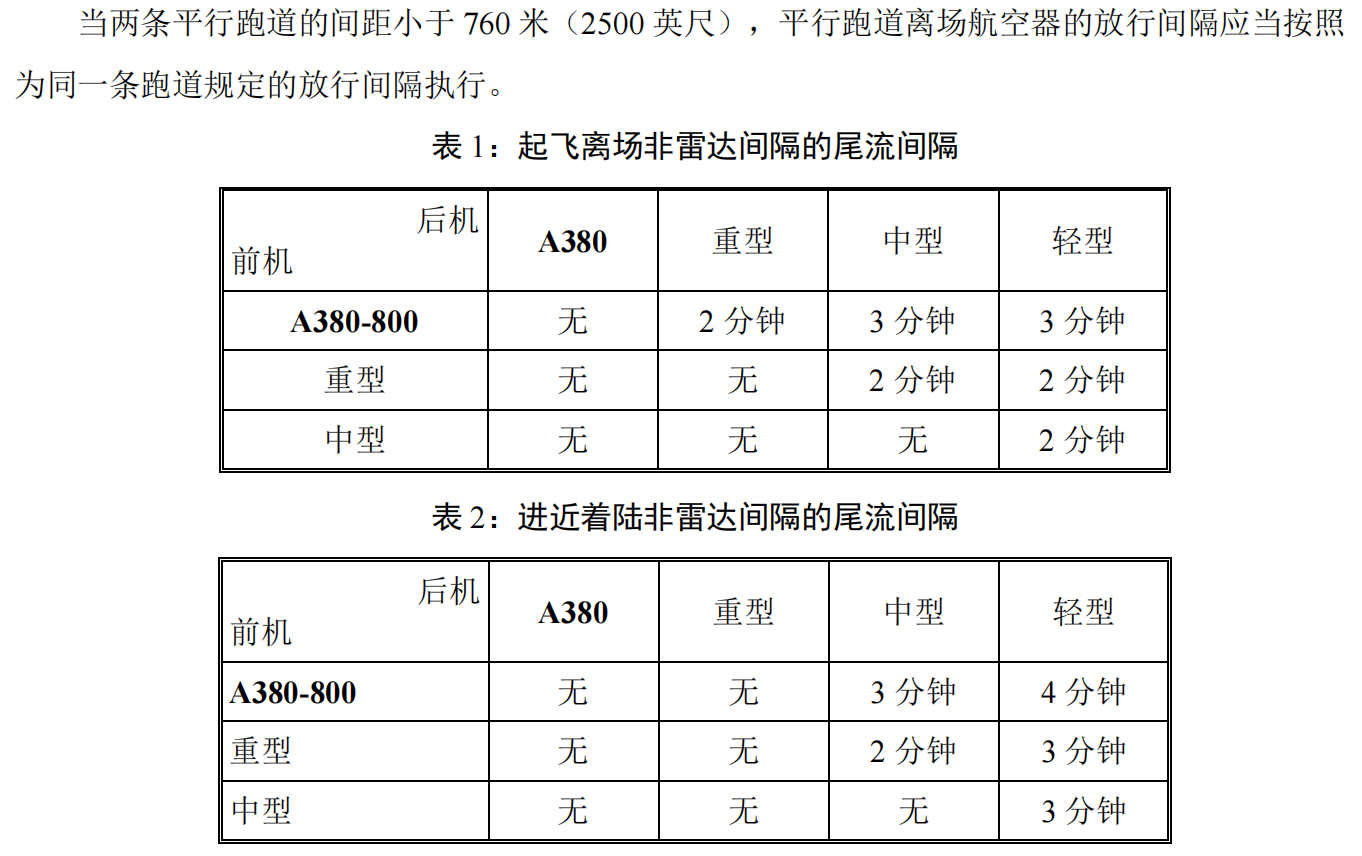 当两条平行跑道的间距小于 760 米（2500 英尺），平行跑道离场航空器的放行间隔应当按照
为同一条跑道规定的放行间隔执行。
表 1：起飞离场非雷达间隔的尾流间隔
后机
前机 A380 重型 中型 轻型
A380-800 无 2 分钟 3 分钟 3 分钟
重型 无 无 2 分钟 2 分钟
中型 无 无 无 2 分钟
表 2：进近着陆非雷达间隔的尾流间隔
后机
前机 A380 重型 中型 轻型
A380-800 无 无 3 分钟 4 分钟
重型 无 无 2 分钟 3 分钟
中型 无 无 无 3 分钟